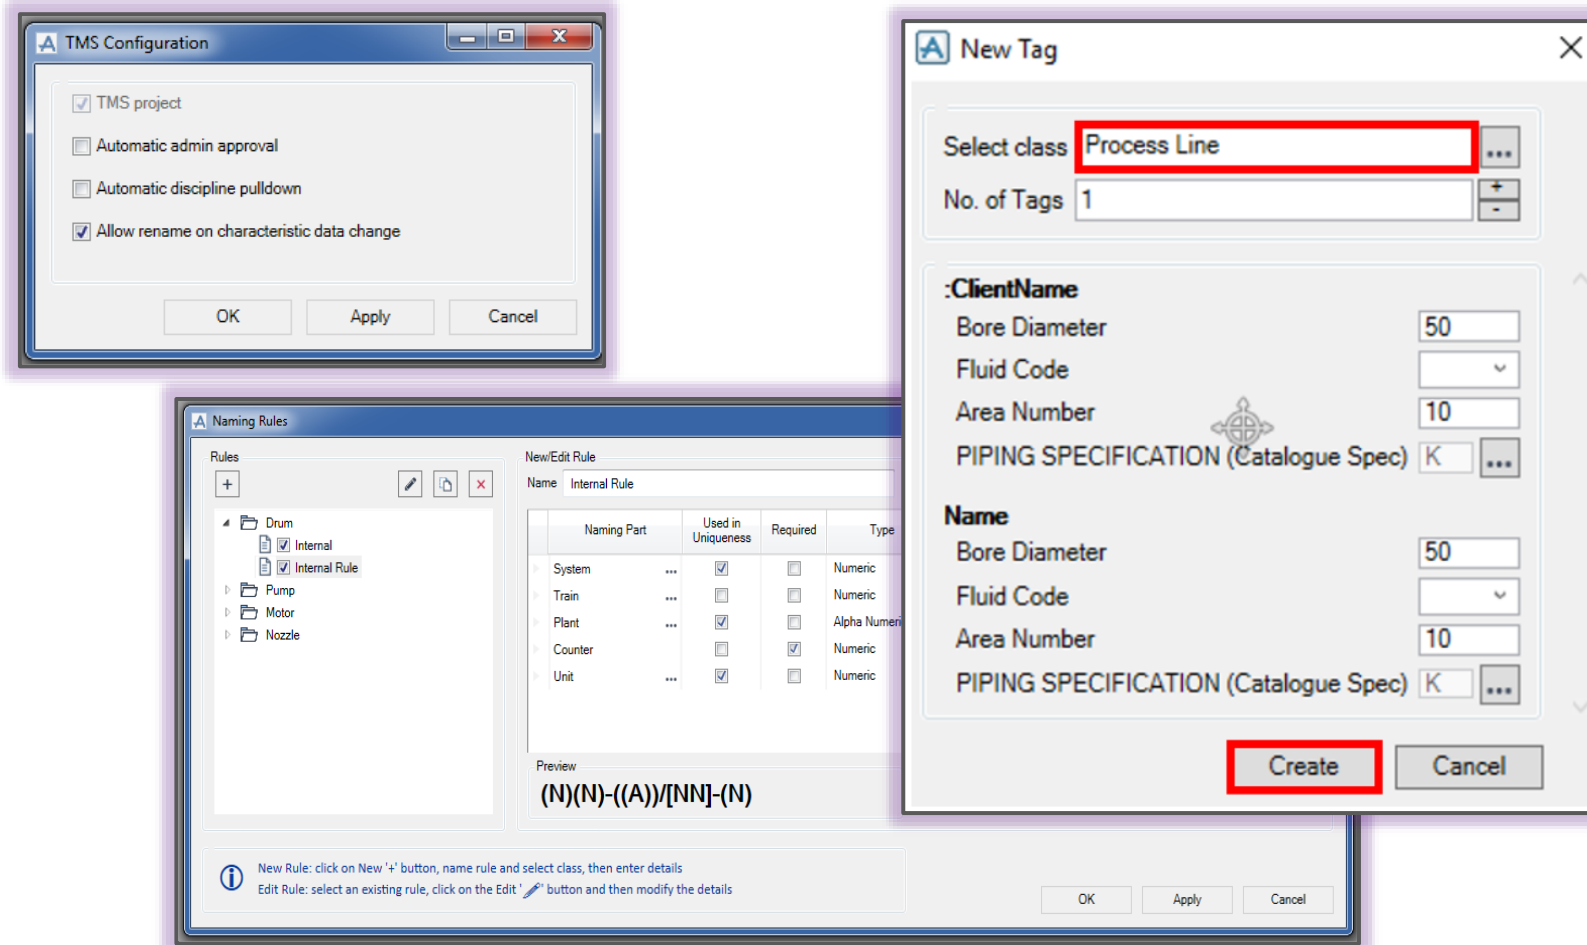 TMS Configuration
TMS project
Automatic admin approval
Automatic discipline pulldown
Allow rename on characteristic data change
OK Apply Cancel
New Tag
Select class Process Line ...
No. of Tags 1 + -
:ClientName
Bore Diameter 50
Fluid Code
Area Number 10
PIPING SPECIFICATION (Catalogue Spec) K ...
Name
Bore Diameter 50
Fluid Code
Area Number 10
PIPING SPECIFICATION (Catalogue Spec) K ...
Create Cancel
Naming Rules
Rules
+
Drum
Internal
Internal Rule
Pump
Motor
Nozzle
New/Edit Rule
Name Internal Rule
Naming Part Used in Uniqueness Required Type
System ... Numeric
Train ... Numeric
Plant ... Alpha Numeri
Counter Numeric
Unit ... Numeric
Preview
(N)(N)-((A))/[NN]-(N)
New Rule: click on New '+' button, name rule and select class, then enter details
Edit Rule: select an existing rule, click on the Edit ' ' button and then modify the details
OK Apply Cancel